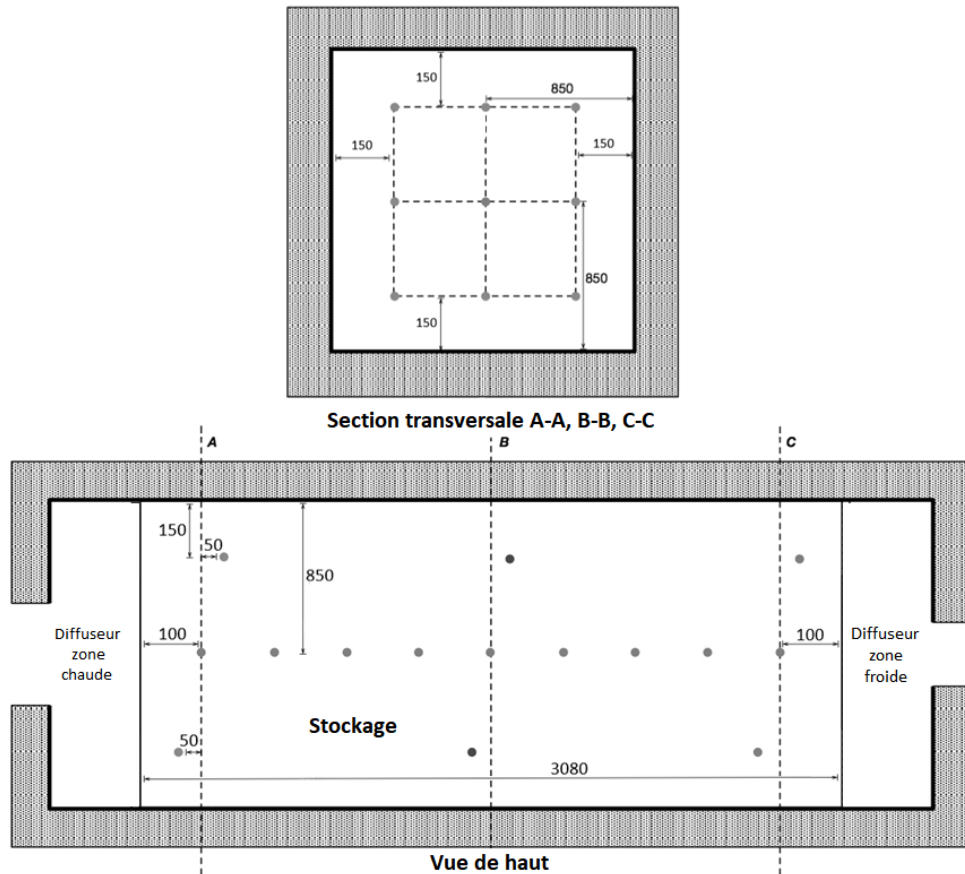 150
850
150
150
850
150
Section transversale A-A, B-B, C-C
A
B
C
150
50
850
100
100
Diffuseur
zone
chaude
Diffuseur
zone
froide
Stockage
50
3080
Vue de haut